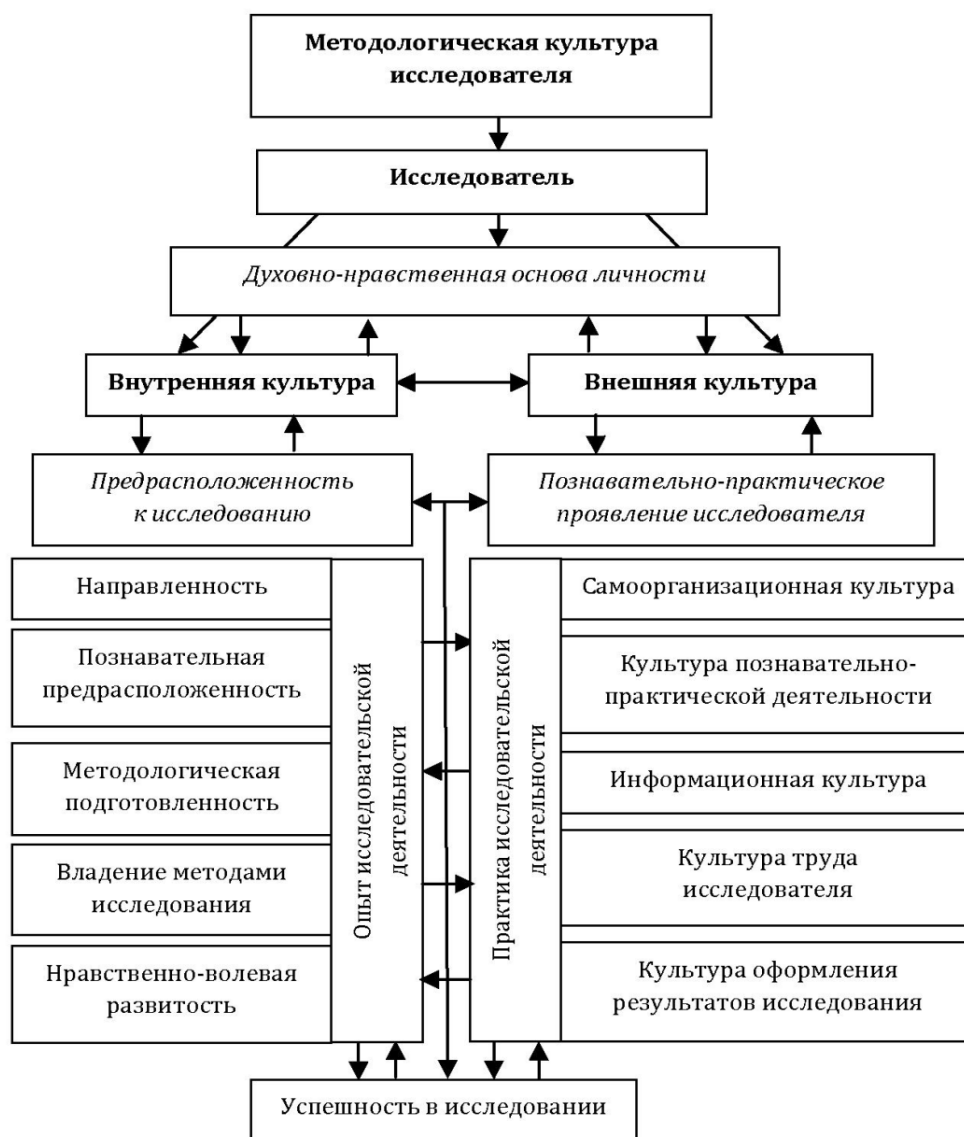 Методологическая культура
исследователя
Исследователь
Духовно-нравственная основа личности
Внутренняя культура
Внешняя культура
Предрасположенность
к исследованию
Познавательно-практическое
проявление исследователя
Направленность
Познавательная
предрасположенность
Методологическая
подготовленность
Владение методами
исследования
Нравственно-волевая
развитость
Опыт исследовательской
деятельности
Практика исследовательской
деятельности
Самоорганизационная культура
Культура познавательно-
практической деятельности
Информационная культура
Культура труда
исследователя
Культура оформления
результатов исследования
Успешность в исследовании